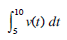 ∫₅¹⁰ v(t) dt